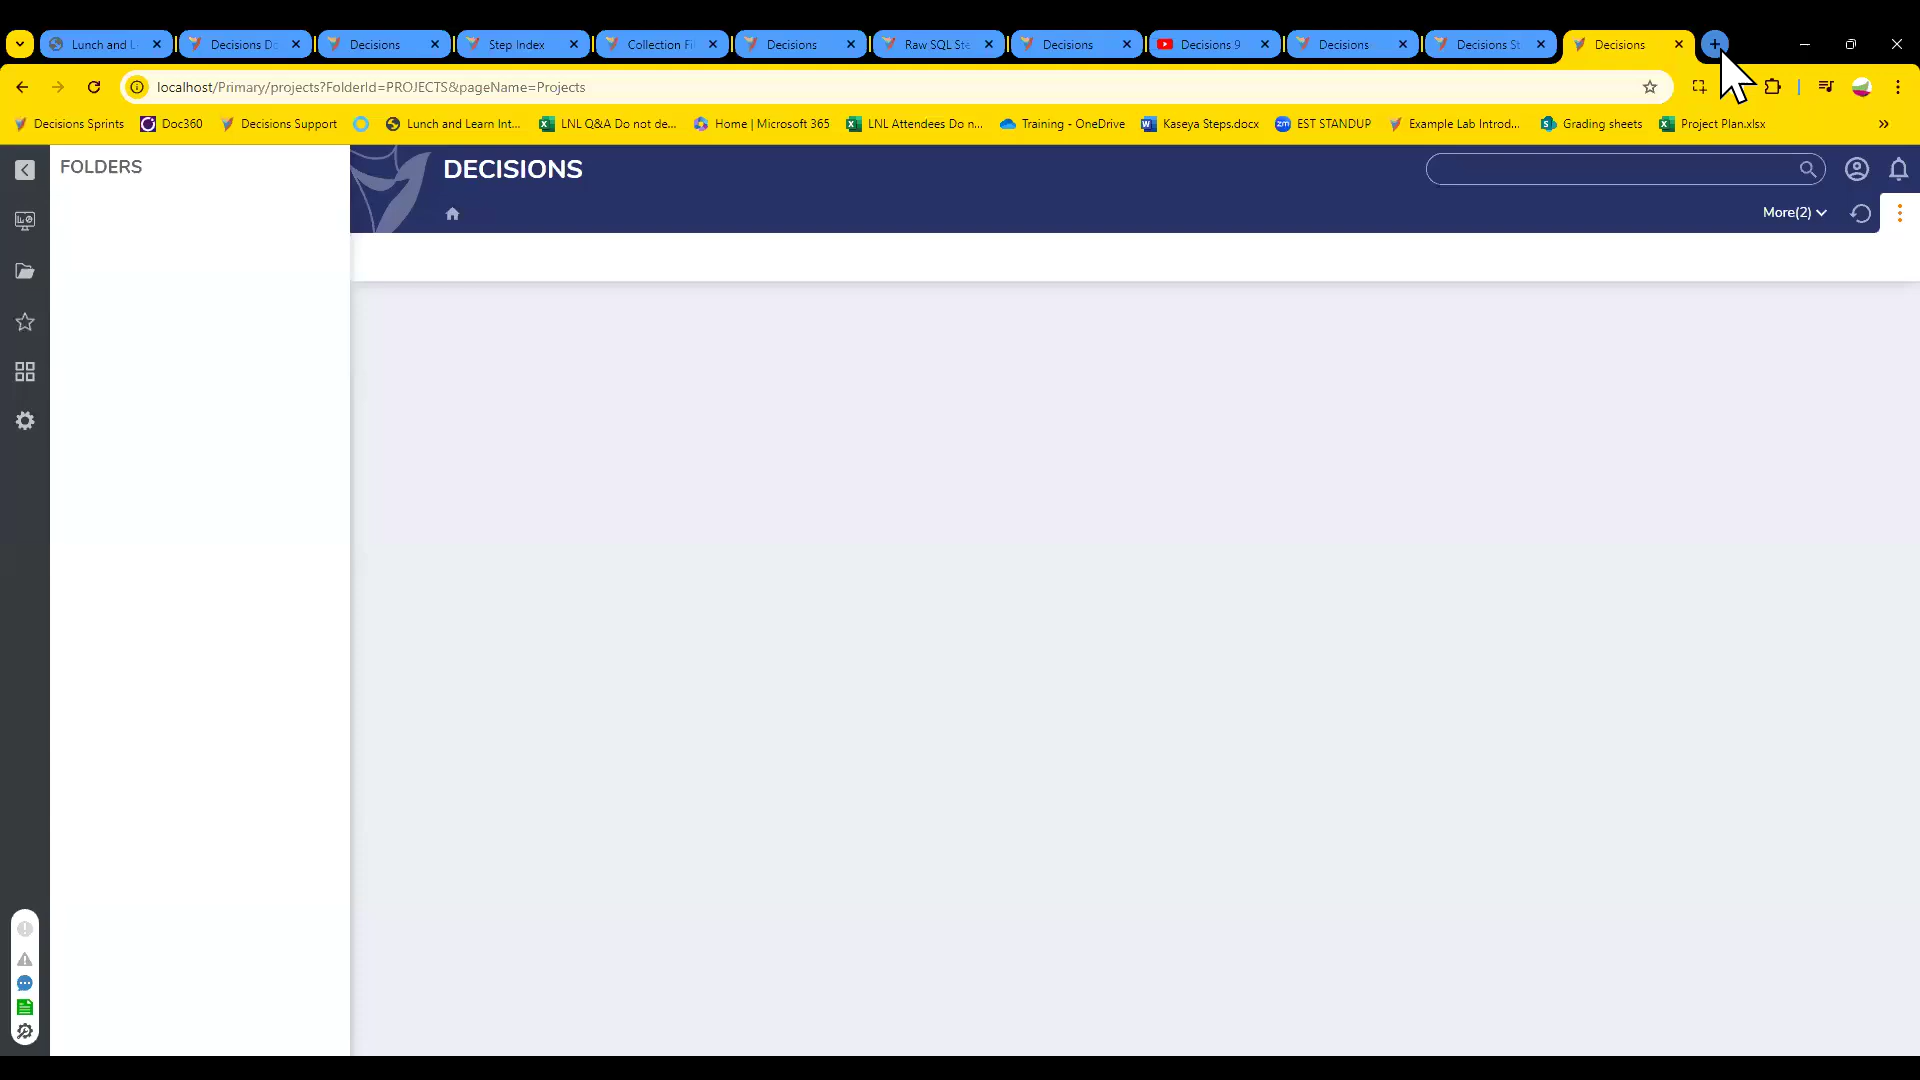 Lunch and L
Decisions Do
Decisions
Step Index
Collection Fi
Decisions
Raw SQL Ste
Decisions
Decisions 9
Decisions
Decisions St
Decisions
localhost/Primary/projects?FolderId=PROJECTS&pageName=Projects
Decisions Sprints
Doc360
Decisions Support
Lunch and Learn Int...
LNL Q&A Do not de...
Home | Microsoft 365
LNL Attendees Do n...
Training - OneDrive
Kaseya Steps.docx
zm EST STANDUP
Example Lab Introd...
Grading sheets
Project Plan.xlsx
FOLDERS
DECISIONS
More(2)